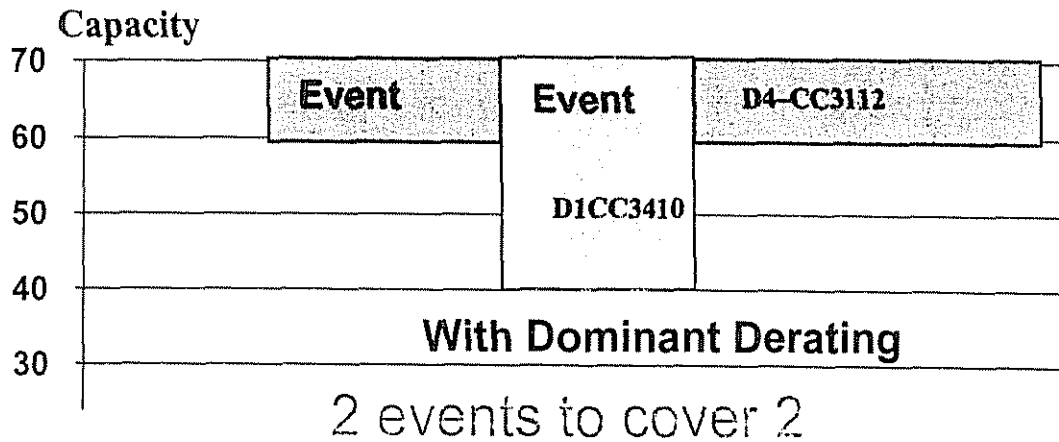 Capacity
70
Event Event D4–CC3112
60
50 D1CC3410
40
With Dominant Derating
30
2 events to cover 2